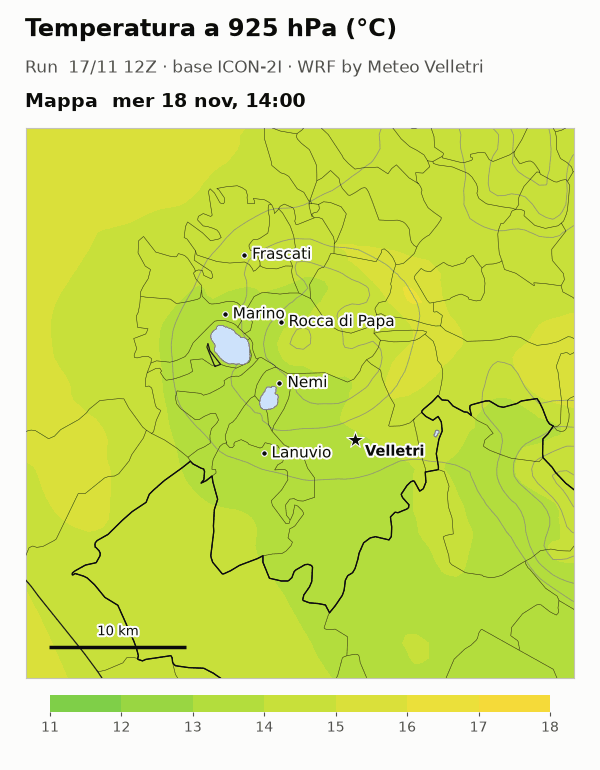 Temperatura a 925 hPa (°C)
Run  17/11 12Z · base ICON-2I · WRF by Meteo Velletri
Mappa  mer 18 nov, 14:00
Frascati
Marino
Rocca di Papa
Nemi
Velletri
Lanuvio
10 km
11 12 13 14 15 16 17 18